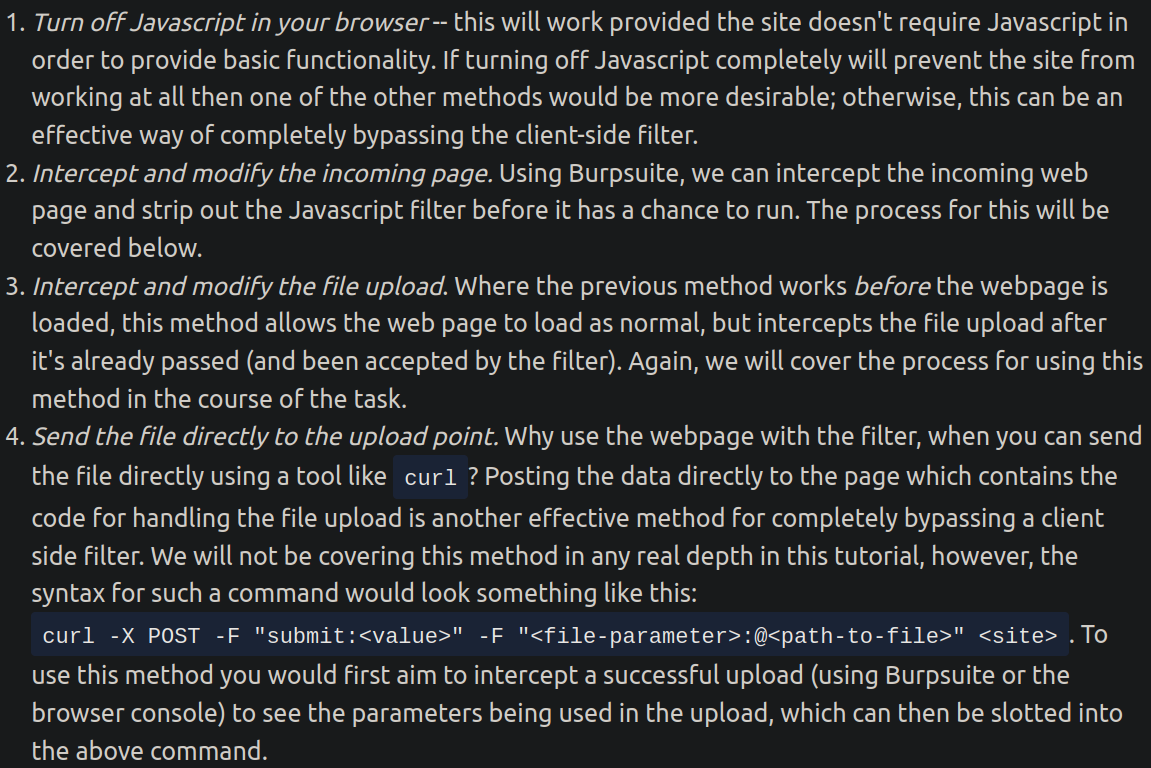 1. Turn off Javascript in your browser -- this will work provided the site doesn't require Javascript in
order to provide basic functionality. If turning off Javascript completely will prevent the site from
working at all then one of the other methods would be more desirable; otherwise, this can be an
effective way of completely bypassing the client-side filter.
2. Intercept and modify the incoming page. Using Burpsuite, we can intercept the incoming web
page and strip out the Javascript filter before it has a chance to run. The process for this will be
covered below.
3. Intercept and modify the file upload. Where the previous method works before the webpage is
loaded, this method allows the web page to load as normal, but intercepts the file upload after
it's already passed (and been accepted by the filter). Again, we will cover the process for using this
method in the course of the task.
4. Send the file directly to the upload point. Why use the webpage with the filter, when you can send
the file directly using a tool like curl ? Posting the data directly to the page which contains the
code for handling the file upload is another effective method for completely bypassing a client
side filter. We will not be covering this method in any real depth in this tutorial, however, the
syntax for such a command would look something like this:
curl -X POST -F "submit:<value>" -F "<file-parameter>:@<path-to-file>" <site> . To
use this method you would first aim to intercept a successful upload (using Burpsuite or the
browser console) to see the parameters being used in the upload, which can then be slotted into
the above command.